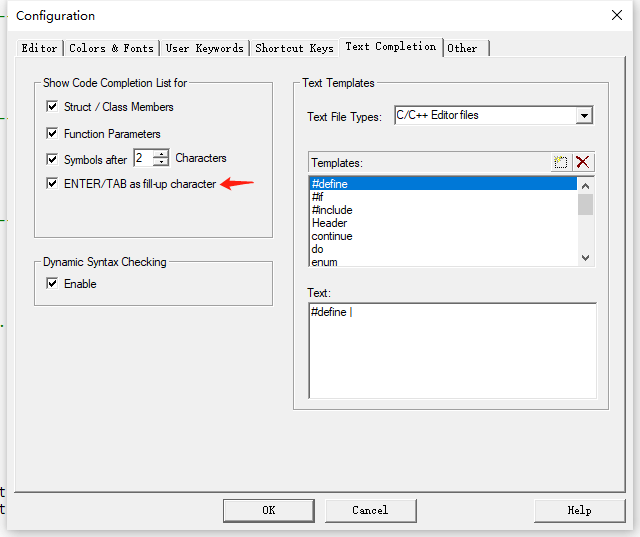 Configuration
Editor Colors & Fonts User Keywords Shortcut Keys Text Completion Other
Show Code Completion List for
Struct / Class Members
Function Parameters
Symbols after 2 Characters
ENTER/TAB as fill-up character
Dynamic Syntax Checking
Enable
Text Templates
Text File Types: C/C++ Editor files
Templates:
#define
#if
#include
Header
continue
do
enum
Text:
#define |
t
t
OK Cancel Help